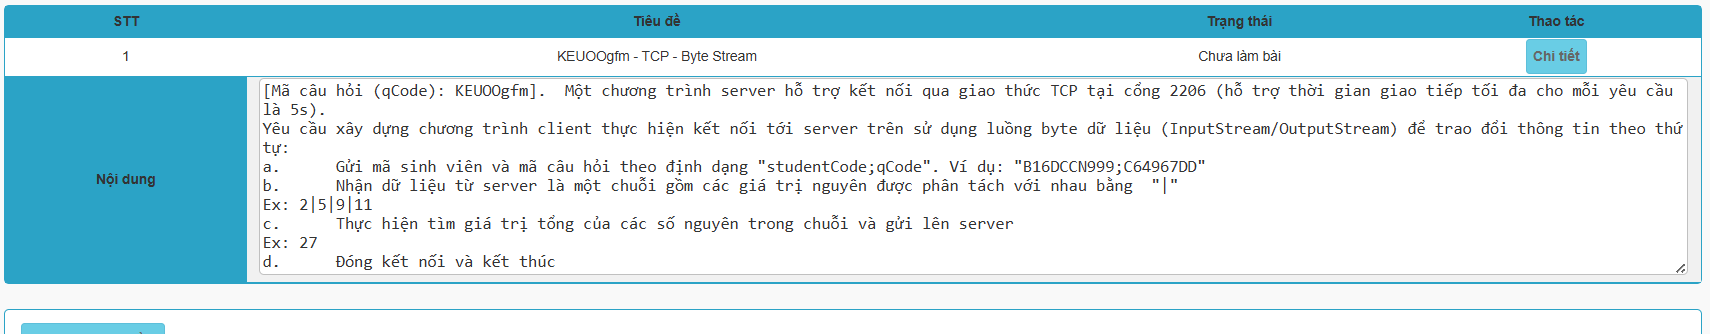 STT Tiêu đề Trạng thái Thao tác
1 KEUOOgfm - TCP - Byte Stream Chưa làm bài Chi tiết
Nội dung
[Mã câu hỏi (qCode): KEUOOgfm].  Một chương trình server hỗ trợ kết nối qua giao thức TCP tại cổng 2206 (hỗ trợ thời gian giao tiếp tối đa cho mỗi yêu cầu
là 5s).
Yêu cầu xây dựng chương trình client thực hiện kết nối tới server trên sử dụng luồng byte dữ liệu (InputStream/OutputStream) để trao đổi thông tin theo thứ
tự:
a. Gửi mã sinh viên và mã câu hỏi theo định dạng "studentCode;qCode". Ví dụ: "B16DCCN999;C64967DD"
b. Nhận dữ liệu từ server là một chuỗi gồm các giá trị nguyên được phân tách với nhau bằng  "|"
Ex: 2|5|9|11
c. Thực hiện tìm giá trị tổng của các số nguyên trong chuỗi và gửi lên server
Ex: 27
d. Đóng kết nối và kết thúc